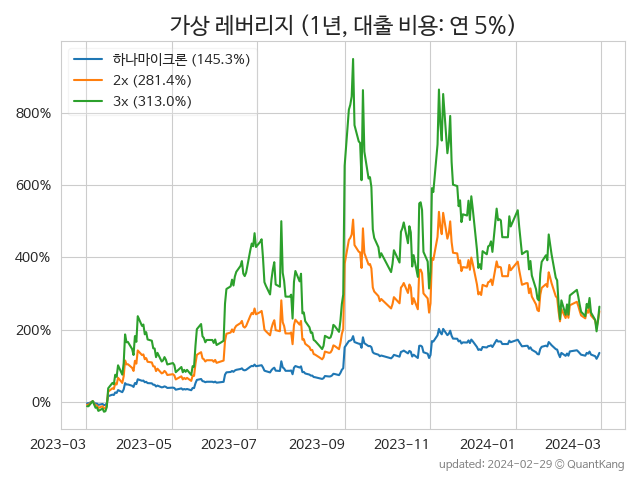 가상 레버리지 (1년, 대출 비용: 연 5%)
하나마이크론 (145.3%)
2x (281.4%)
3x (313.0%)
800%
600%
400%
200%
0%
2023-03 2023-05 2023-07 2023-09 2023-11 2024-01 2024-03
updated: 2024-02-29 © QuantKang